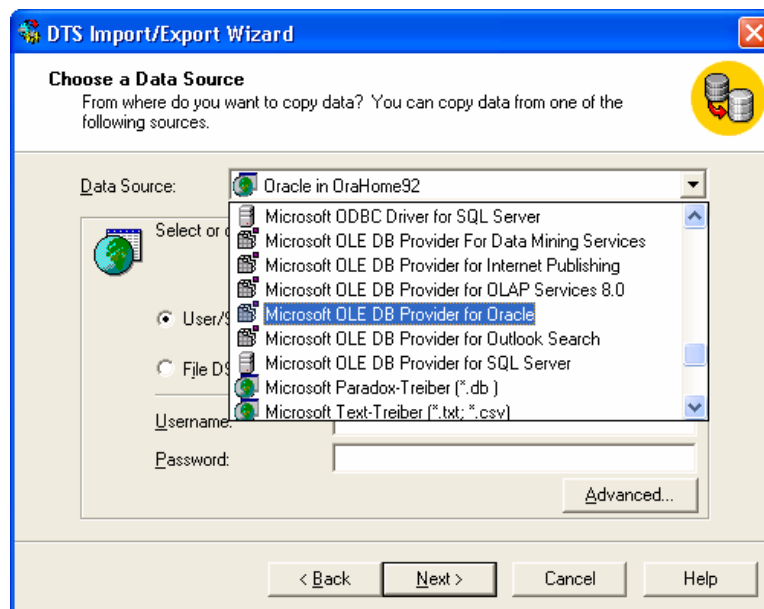 DTS Import/Export Wizard
Choose a Data Source
From where do you want to copy data? You can copy data from one of the
following sources.
Data Source:
Oracle in OraHome92
Microsoft ODBC Driver for SQL Server
Microsoft OLE DB Provider For Data Mining Services
Microsoft OLE DB Provider for Internet Publishing
Microsoft OLE DB Provider for OLAP Services 8.0
Microsoft OLE DB Provider for Oracle
Microsoft OLE DB Provider for Outlook Search
Microsoft OLE DB Provider for SQL Server
Microsoft Paradox-Treiber (*.db )
Microsoft Text-Treiber (*.txt; *.csv)
Select or
User/
File
Username:
Password:
Advanced...
< Back
Next >
Cancel
Help